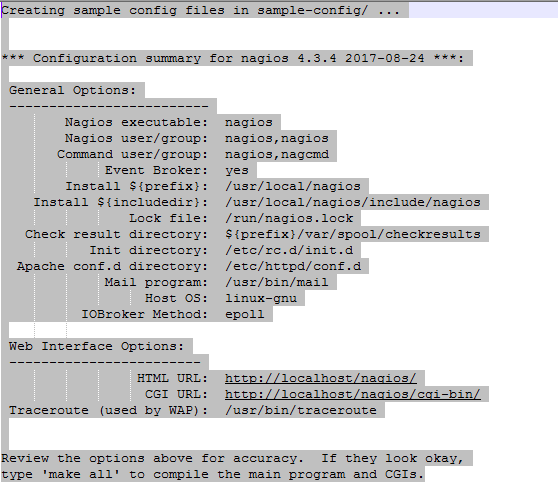 Creating sample config files in sample-config/ ...
*** Configuration summary for nagios 4.3.4 2017-08-24 ***:
General Options:
-------------------------
Nagios executable: nagios
Nagios user/group: nagios,nagios
Command user/group: nagios,nagcmd
Event Broker: yes
Install ${prefix}: /usr/local/nagios
Install ${includedir}: /usr/local/nagios/include/nagios
Lock file: /run/nagios.lock
Check result directory: ${prefix}/var/spool/checkresults
Init directory: /etc/rc.d/init.d
Apache conf.d directory: /etc/httpd/conf.d
Mail program: /usr/bin/mail
Host OS: linux-gnu
IOBroker Method: epoll
Web Interface Options:
------------------------
HTML URL: http://localhost/nagios/
CGI URL: http://localhost/nagios/cgi-bin/
Traceroute (used by WAP): /usr/bin/traceroute
Review the options above for accuracy. If they look okay,
type 'make all' to compile the main program and CGIs.